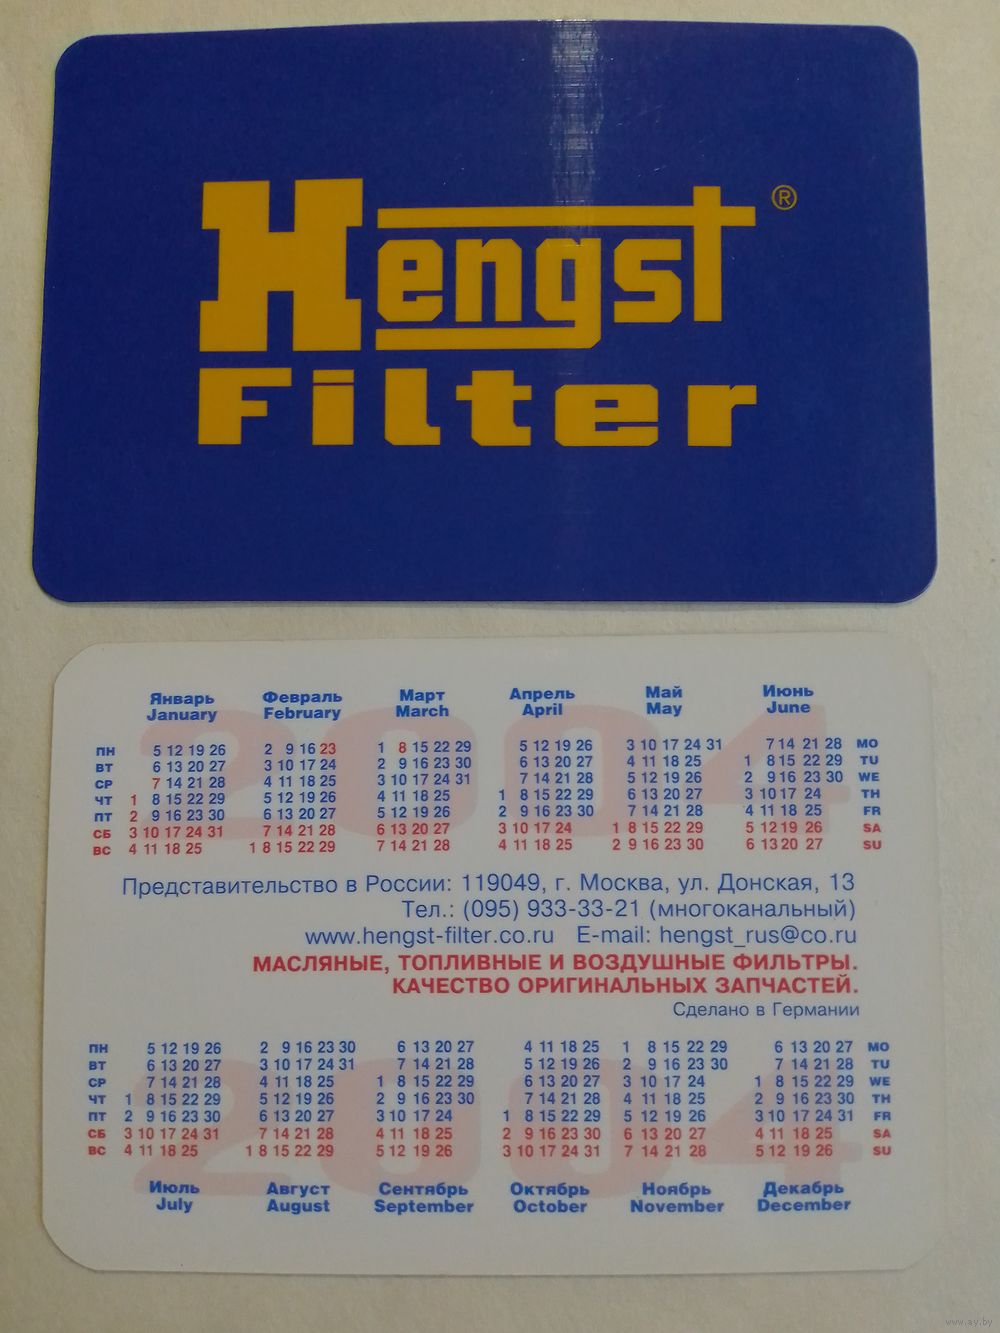 Hengst®
Filter
2004
Январь Февраль Март Апрель Май Июнь
January February March April May June
ПН 5 12 19 26 2 9 16 23 1 8 15 22 29 5 12 19 26 3 10 17 24 31 7 14 21 28 MO
ВТ 6 13 20 27 3 10 17 24 2 9 16 23 30 6 13 20 27 4 11 18 25 1 8 15 22 29 TU
СР 7 14 21 28 4 11 18 25 3 10 17 24 31 7 14 21 28 5 12 19 26 2 9 16 23 30 WE
ЧТ 1 8 15 22 29 5 12 19 26 4 11 18 25 1 8 15 22 29 6 13 20 27 3 10 17 24 TH
ПТ 2 9 16 23 30 6 13 20 27 5 12 19 26 2 9 16 23 30 7 14 21 28 4 11 18 25 FR
СБ 3 10 17 24 31 7 14 21 28 6 13 20 27 3 10 17 24 1 8 15 22 29 5 12 19 26 SA
ВС 4 11 18 25 1 8 15 22 29 7 14 21 28 4 11 18 25 2 9 16 23 30 6 13 20 27 SU
Представительство в России: 119049, г. Москва, ул. Донская, 13
Тел.: (095) 933-33-21 (многоканальный)
www.hengst-filter.co.ru E-mail: hengst_rus@co.ru
МАСЛЯНЫЕ, ТОПЛИВНЫЕ И ВОЗДУШНЫЕ ФИЛЬТРЫ.
КАЧЕСТВО ОРИГИНАЛЬНЫХ ЗАПЧАСТЕЙ.
Сделано в Германии
2004
ПН 5 12 19 26 2 9 16 23 30 6 13 20 27 4 11 18 25 1 8 15 22 29 6 13 20 27 MO
ВТ 6 13 20 27 3 10 17 24 31 7 14 21 28 5 12 19 26 2 9 16 23 30 7 14 21 28 TU
СР 7 14 21 28 4 11 18 25 1 8 15 22 29 6 13 20 27 3 10 17 24 1 8 15 22 29 WE
ЧТ 1 8 15 22 29 5 12 19 26 2 9 16 23 30 7 14 21 28 4 11 18 25 2 9 16 23 30 TH
ПТ 2 9 16 23 30 6 13 20 27 3 10 17 24 1 8 15 22 29 5 12 19 26 3 10 17 24 31 FR
СБ 3 10 17 24 31 7 14 21 28 4 11 18 25 2 9 16 23 30 6 13 20 27 4 11 18 25 SA
ВС 4 11 18 25 1 8 15 22 29 5 12 19 26 3 10 17 24 31 7 14 21 28 5 12 19 26 SU
Июль Август Сентябрь Октябрь Ноябрь Декабрь
July August September October November December
www.ay.by